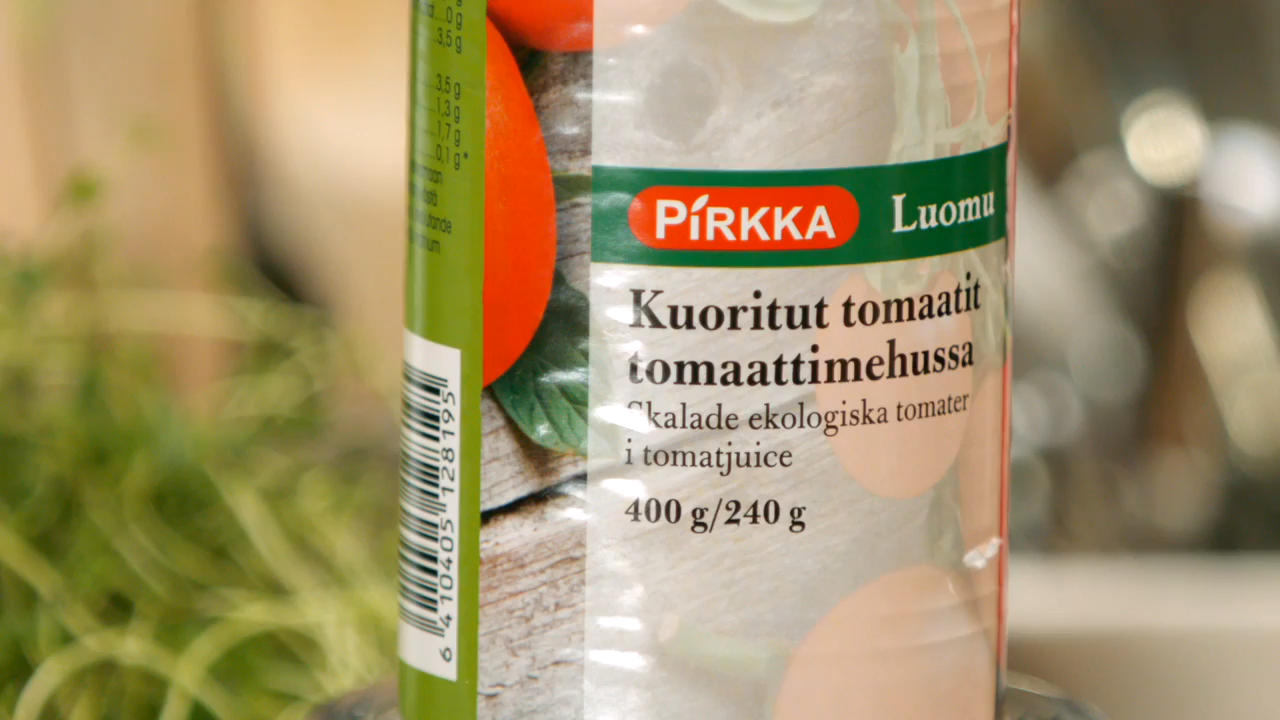 0 g
3,5 g
3,5 g
1,3 g
1,7 g
0,1 g*
PIRKKA Luomu
Kuoritut tomaatit
tomaattimehussa
Skalade ekologiska tomater
i tomatjuice
400 g/240 g
6 410405 128195